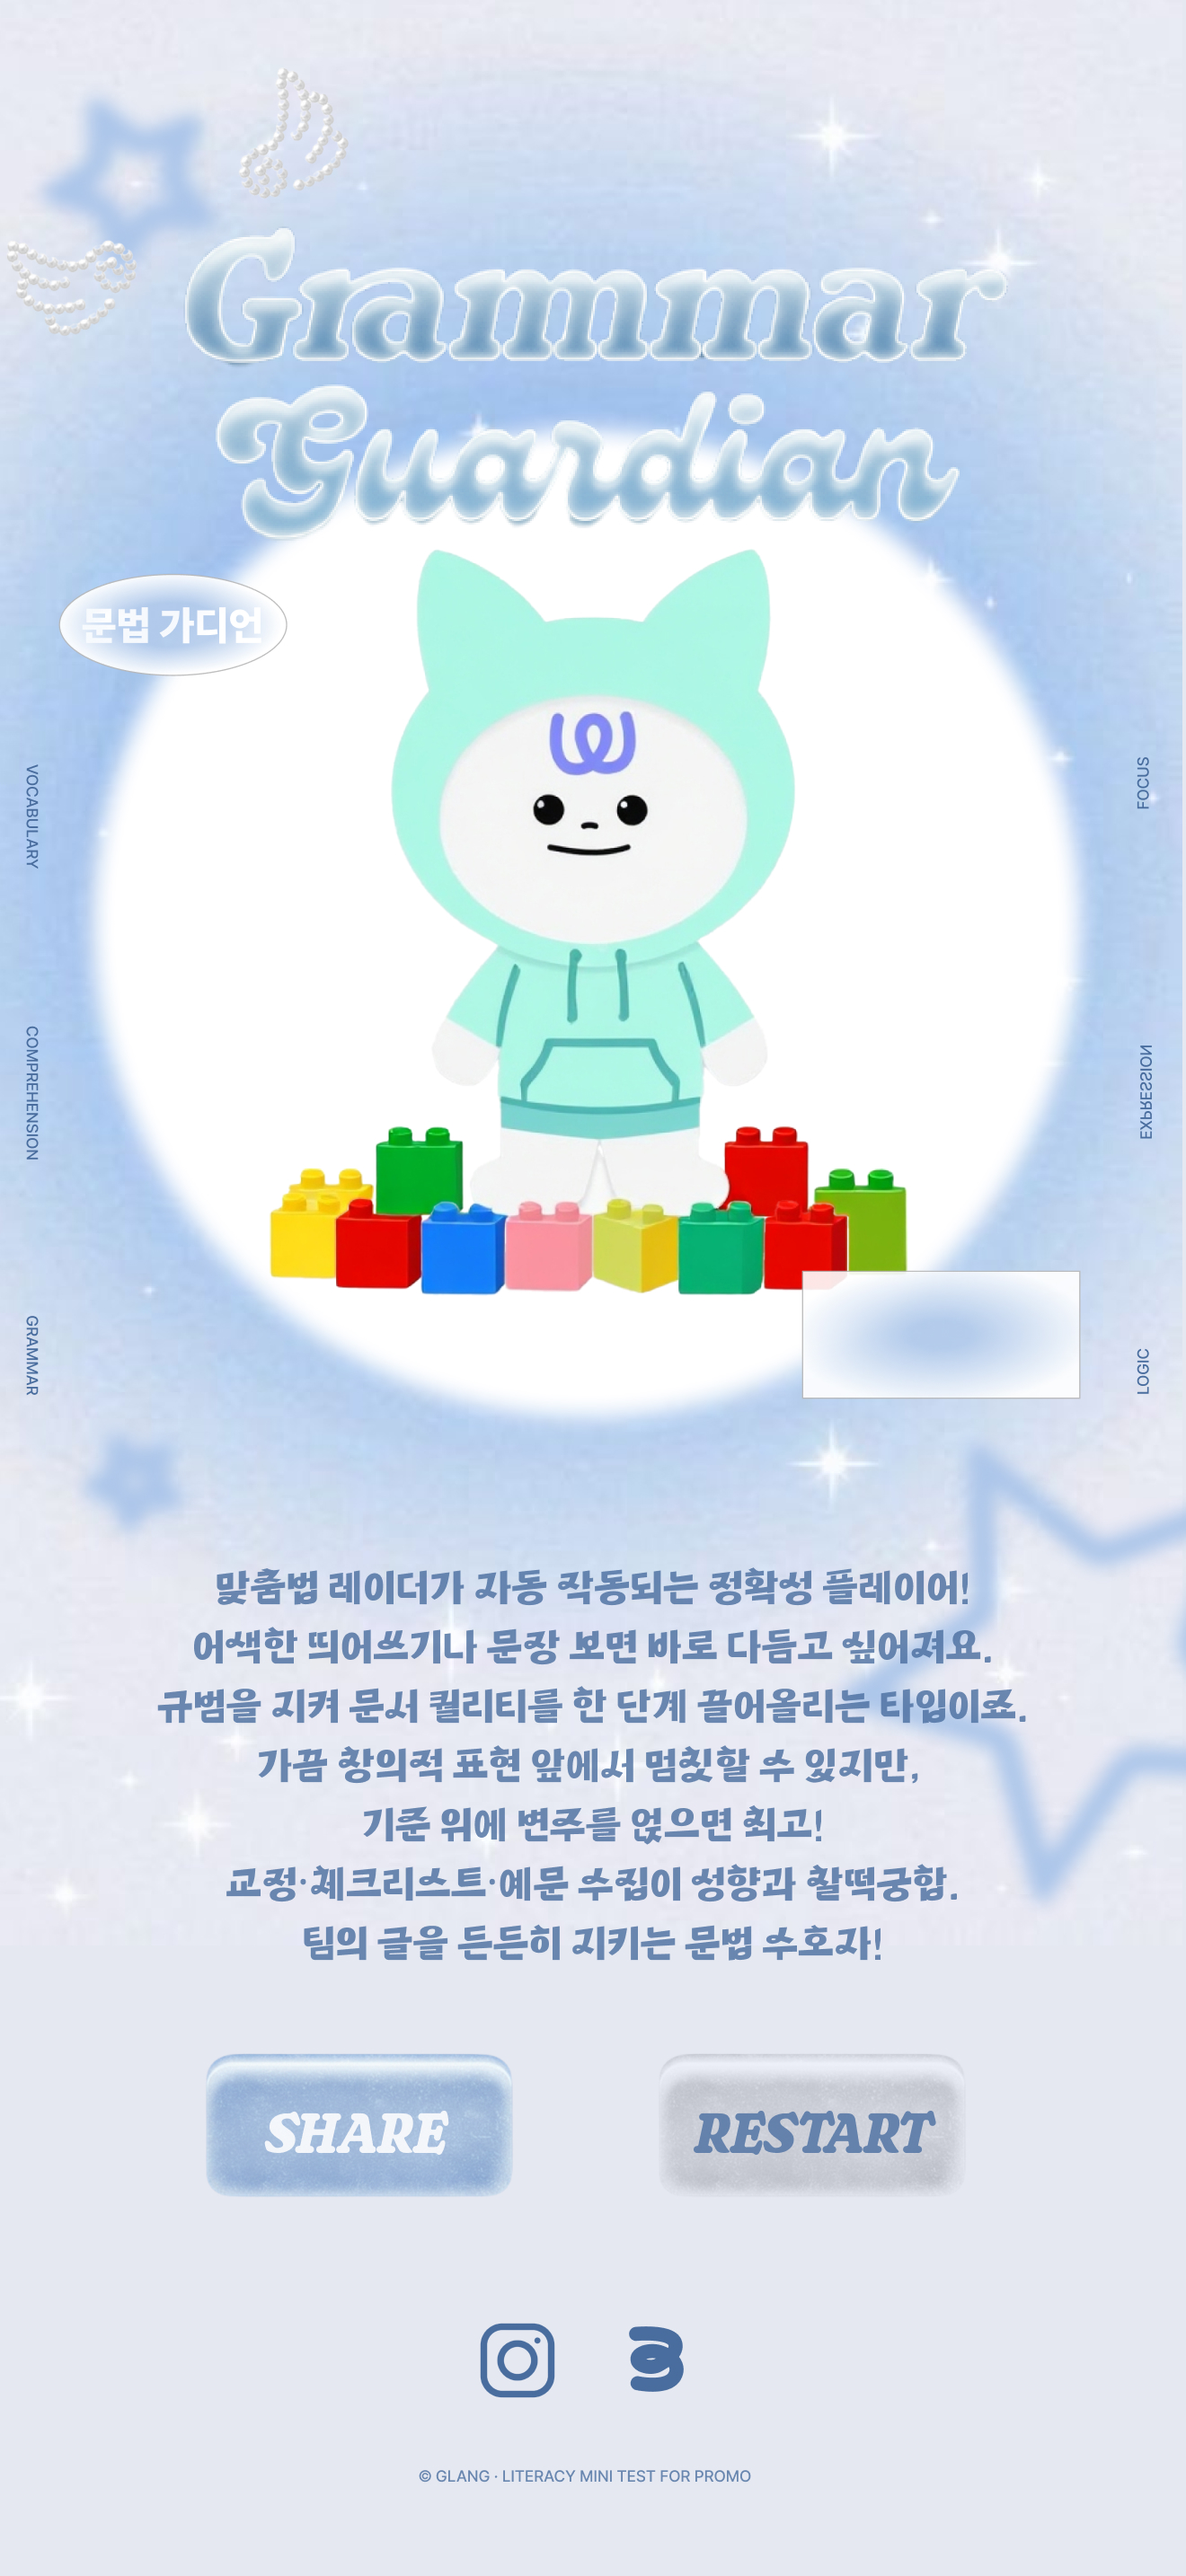 Grammar
Guardian
문법 가디언
VOCABULARY
COMPREHENSION
GRAMMAR
FOCUS
EXPRESSION
LOGIC
맞춤법 레이더가 자동 작동되는 정확성 플레이어!
어색한 띄어쓰기나 문장 보면 바로 다듬고 싶어져요.
규범을 지켜 문서 퀄리티를 한 단계 끌어올리는 타입이죠.
가끔 창의적 표현 앞에서 멈칫할 수 있지만,
기준 위에 변주를 얹으면 최고!
교정·체크리스트·예문 수집이 성향과 찰떡궁합.
팀의 글을 든든히 지키는 문법 수호자!
SHARE
RESTART
© GLANG · LITERACY MINI TEST FOR PROMO